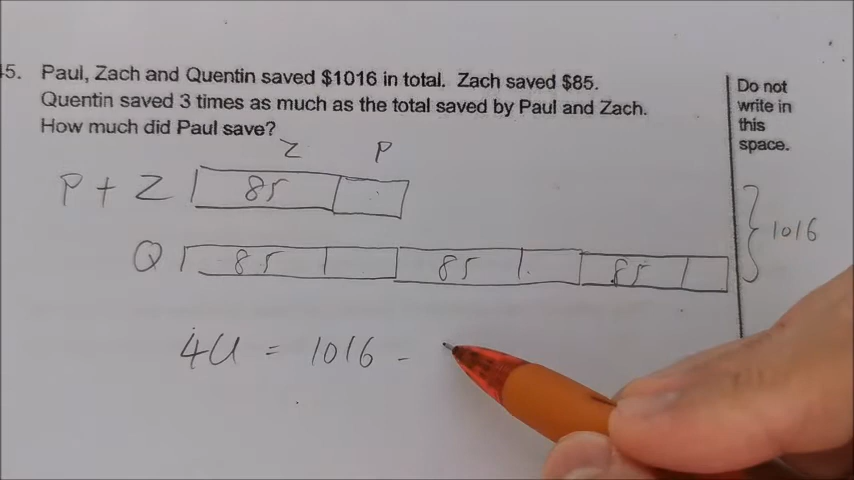 45. Paul, Zach and Quentin saved $1016 in total. Zach saved $85.
Quentin saved 3 times as much as the total saved by Paul and Zach.
How much did Paul save?
Do not
write in
this
space.
Z P
P + Z 85
Q 85 85 85
1016
4U = 1016 -